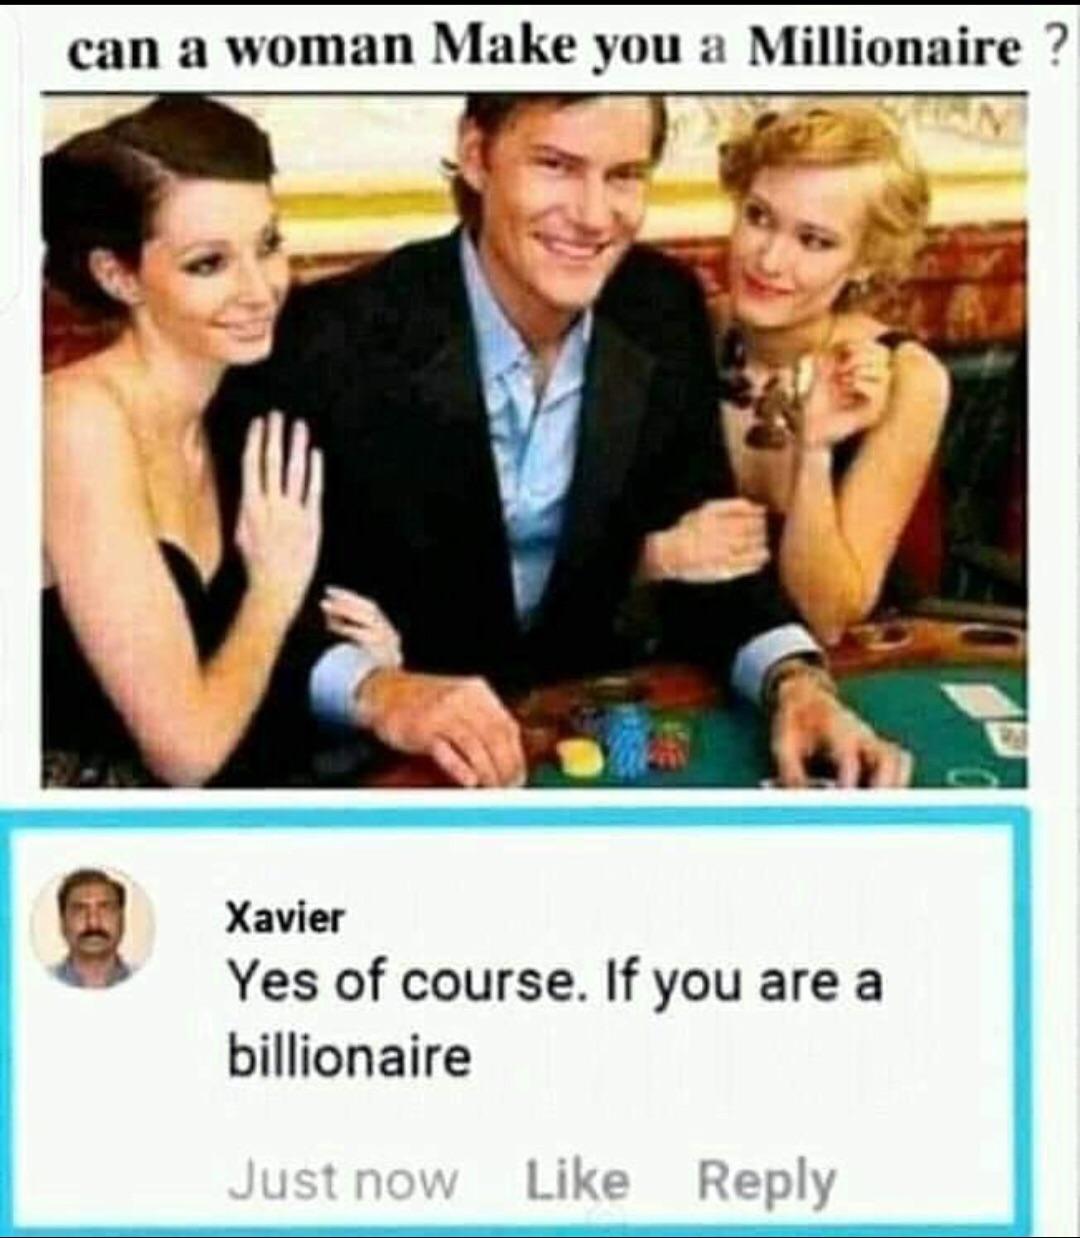 can a woman Make you a Millionaire ?
Xavier
Yes of course. If you are a
billionaire
Just now Like Reply